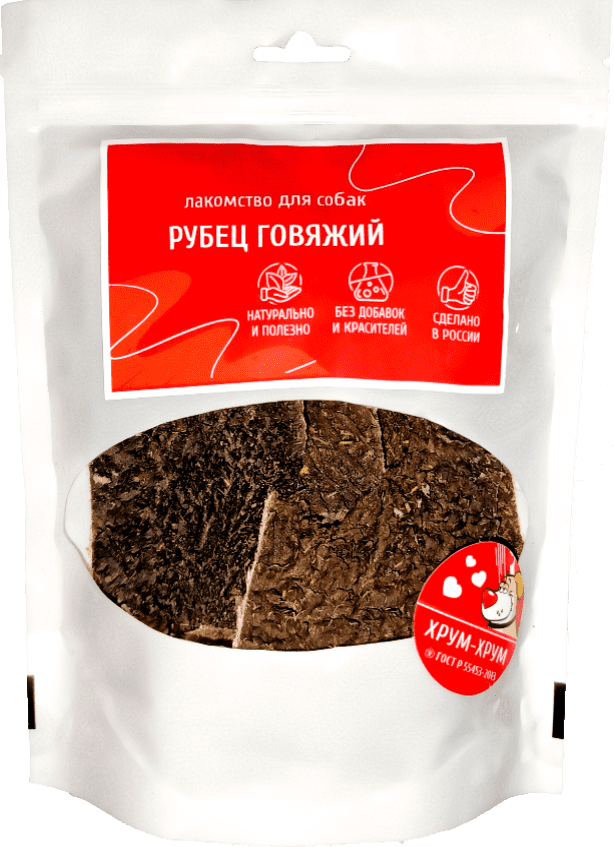 лакомство для собак
РУБЕЦ ГОВЯЖИЙ
НАТУРАЛЬНО
И ПОЛЕЗНО
БЕЗ ДОБАВОК
И КРАСИТЕЛЕЙ
СДЕЛАНО
В РОССИИ
ХРУМ-ХРУМ
ГОСТ Р 55453-2013